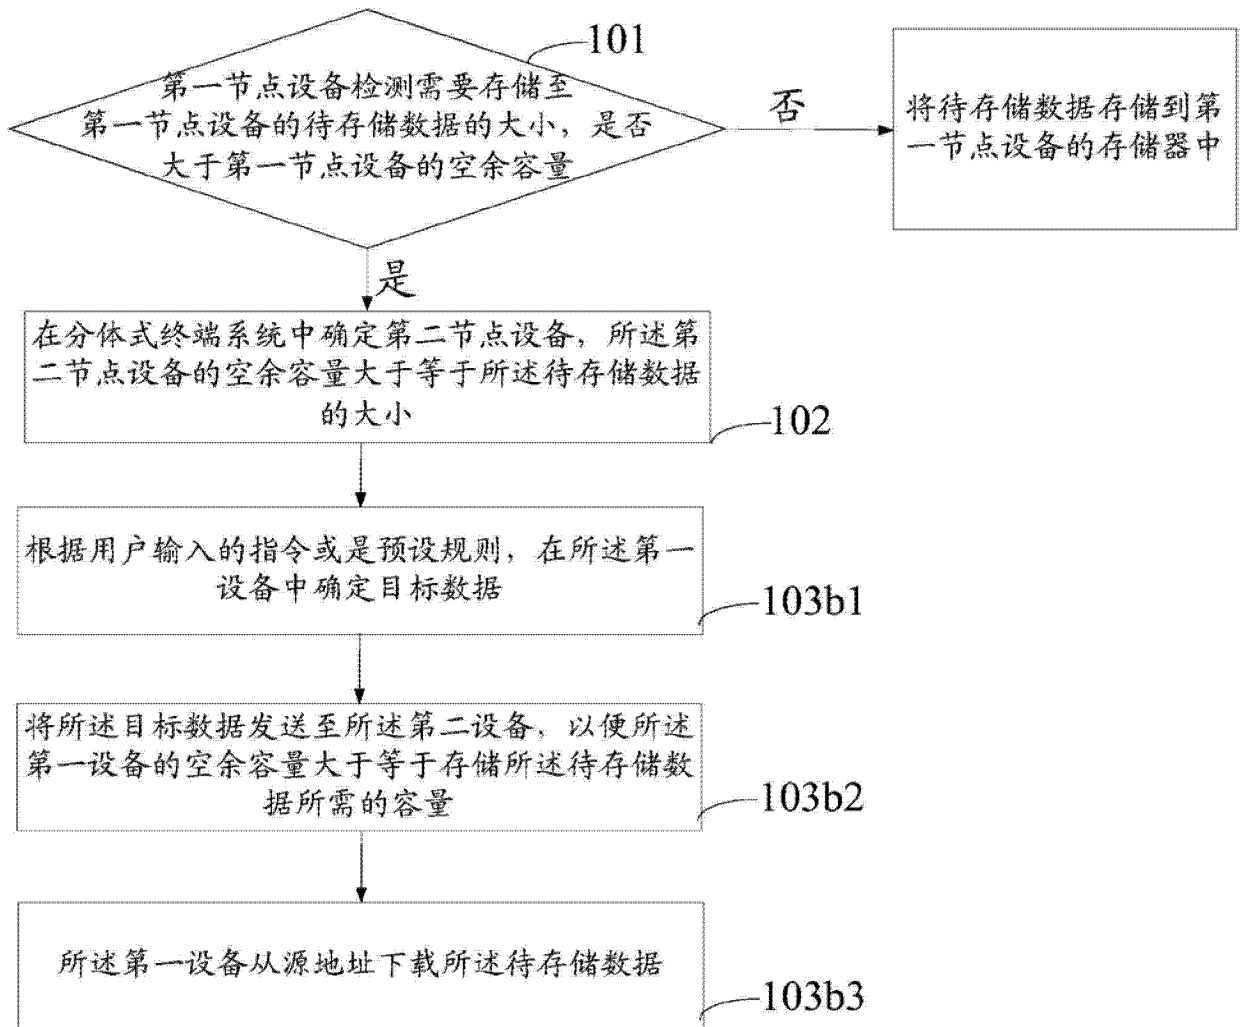 101
第一节点设备检测需要存储至
第一节点设备的待存储数据的大小，是否
大于第一节点设备的空余容量
否
将待存储数据存储到第
一节点设备的存储器中
是
在分体式终端系统中确定第二节点设备，所述第
二节点设备的空余容量大于等于所述待存储数据
的大小
102
根据用户输入的指令或是预设规则，在所述第一
设备中确定目标数据
103b1
将所述目标数据发送至所述第二设备，以便所述
第一设备的空余容量大于等于存储所述待存储数
据所需的容量
103b2
所述第一设备从源地址下载所述待存储数据
103b3